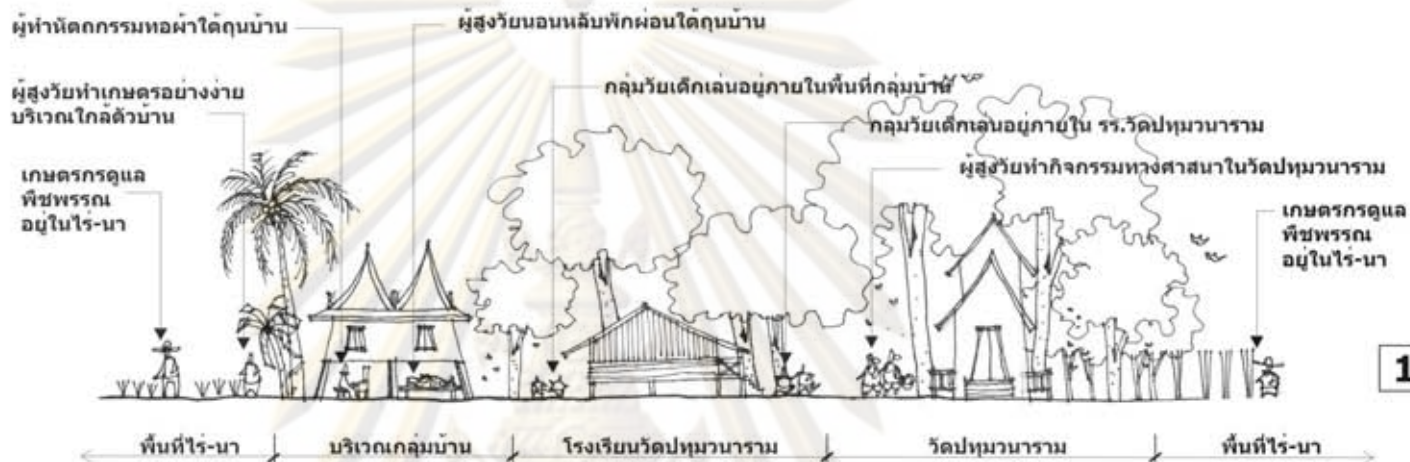 ผู้ทำหัตถกรรมทอผ้าใต้ถุนบ้าน
ผู้สูงวัยนอนหลับพักผ่อนใต้ถุนบ้าน
ผู้สูงวัยทำเกษตรอย่างง่าย
บริเวณใกล้ตัวบ้าน
กลุ่มวัยเด็กเล่นอยู่ภายในพื้นที่กลุ่มบ้าน
กลุ่มวัยเด็กเล่นอยู่ภายใน รร.วัดปทุมวนาราม
ผู้สูงวัยทำกิจกรรมทางศาสนาในวัดปทุมวนาราม
เกษตรกรดูแล
พืชพรรณ
อยู่ในไร่-นา
เกษตรกรดูแล
พืชพรรณ
อยู่ในไร่-นา
1
พื้นที่ไร่-นา
บริเวณกลุ่มบ้าน
โรงเรียนวัดปทุมวนาราม
วัดปทุมวนาราม
พื้นที่ไร่-นา